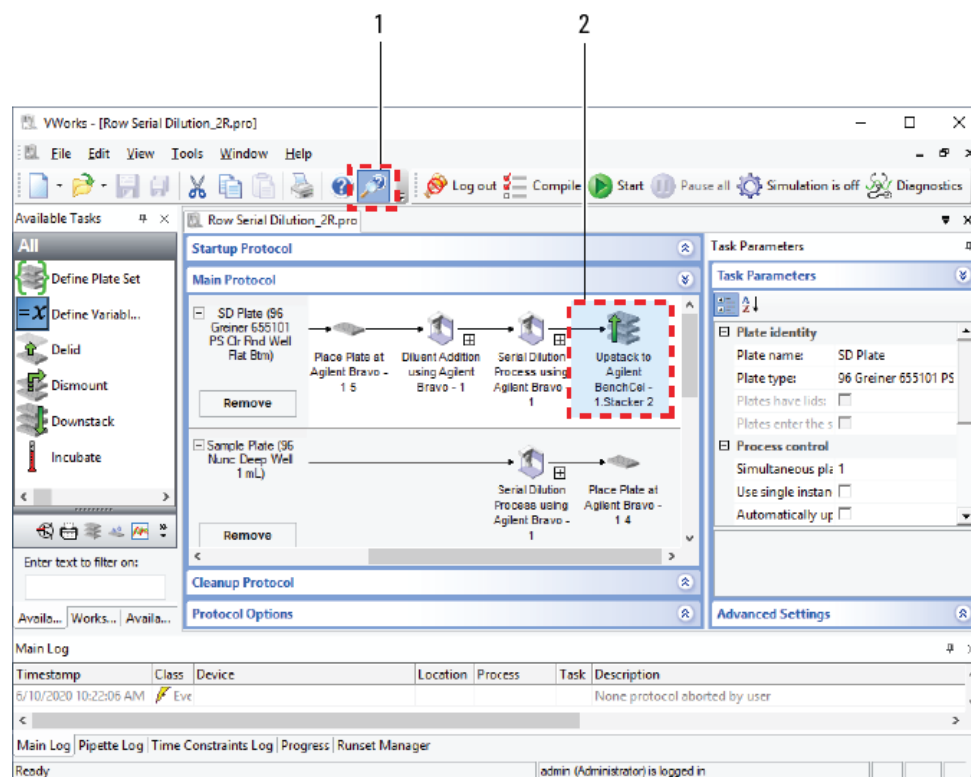 1
2
VWorks - [Row Serial Dilution_2R.pro]
File Edit View Tools Window Help
Log out Compile Start Pause all Simulation is off Diagnostics
Available Tasks
Row Serial Dilution_2R.pro
Task Parameters
All
Define Plate Set
=x Define Variabl...
Delid
Dismount
Downstack
Incubate
Enter text to filter on:
Availa... Works... Availa...
Startup Protocol
Main Protocol
SD Plate (96
Greiner 655101
PS Clr Rnd Well
Flat Btm)
Remove
Place Plate at
Agilent Bravo -
1 5
Diluent Addition
using Agilent
Bravo - 1
Serial Dilution
Process using
Agilent Bravo -
1
Upstack to
Agilent
BenchCel -
1.Stacker 2
Sample Plate (96
Nunc Deep Well
1 mL)
Remove
Serial Dilution
Process using
Agilent Bravo -
1
Place Plate at
Agilent Bravo -
1 4
Cleanup Protocol
Protocol Options
Task Parameters
Plate identity
Plate name: SD Plate
Plate type: 96 Greiner 655101 PS
Plates have lids:
Plates enter the s
Process control
Simultaneous pla 1
Use single instan
Automatically up
Advanced Settings
Main Log
Timestamp Class Device Location Process Task Description
6/10/2020 10:22:06 AM Eve None protocol aborted by user
Main Log Pipette Log Time Constraints Log Progress Runset Manager
Ready admin (Administrator) is logged in